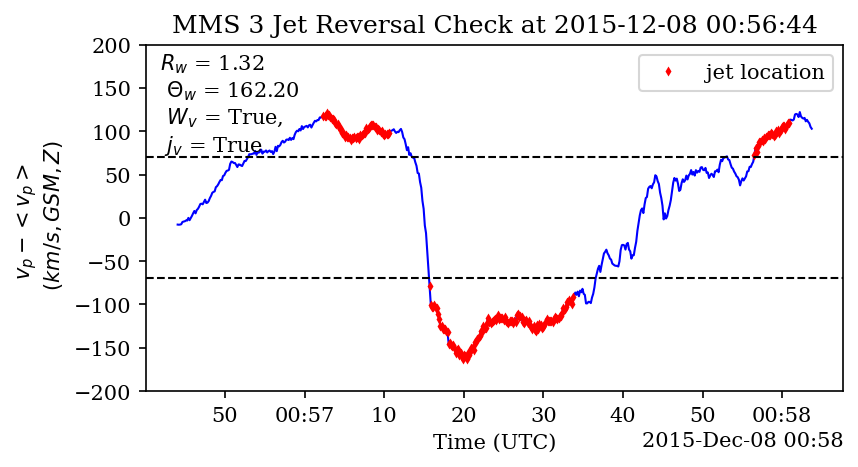 MMS 3 Jet Reversal Check at 2015-12-08 00:56:44
R_w = 1.32
Θ_w = 162.20
W_v = True,
j_v = True
jet location
v_p − < v_p >
(km/s, GSM, Z)
200
150
100
50
0
−50
−100
−150
−200
50 00:57 10 20 30 40 50 00:58
Time (UTC)
2015-Dec-08 00:58